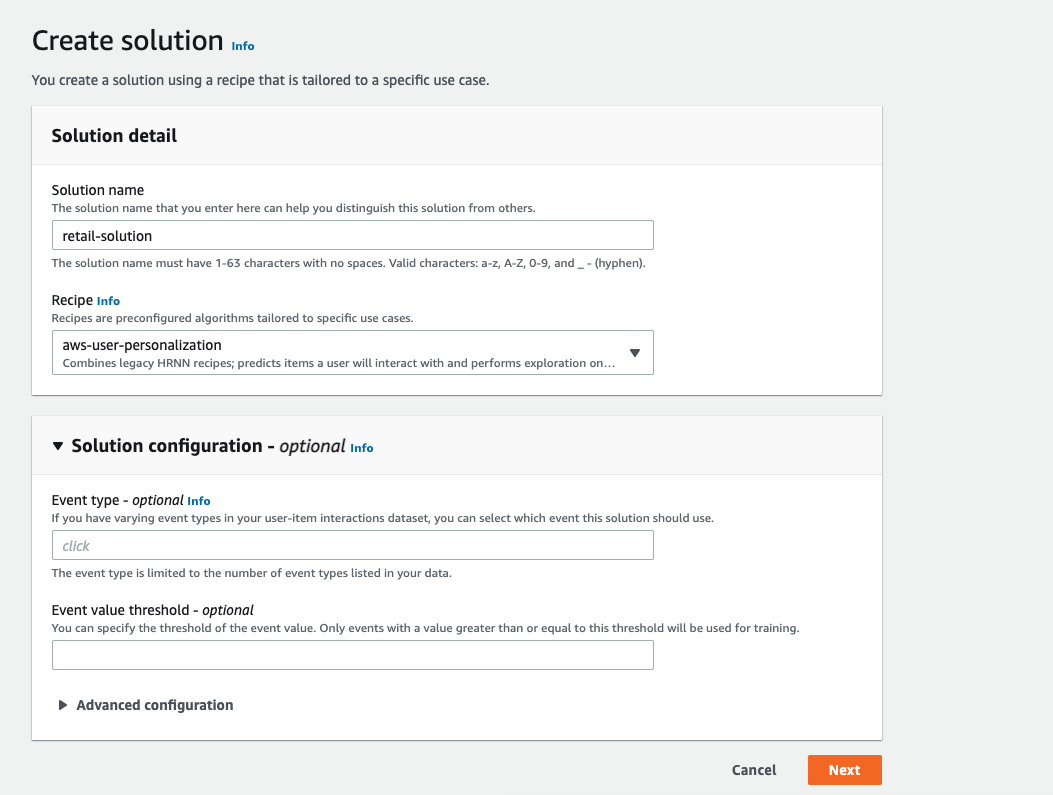 Create solution Info
You create a solution using a recipe that is tailored to a specific use case.
Solution detail
Solution name
The solution name that you enter here can help you distinguish this solution from others.
retail-solution
The solution name must have 1-63 characters with no spaces. Valid characters: a-z, A-Z, 0-9, and _ - (hyphen).
Recipe Info
Recipes are preconfigured algorithms tailored to specific use cases.
aws-user-personalization
Combines legacy HRNN recipes; predicts items a user will interact with and performs exploration on…
Solution configuration - optional Info
Event type - optional Info
If you have varying event types in your user-item interactions dataset, you can select which event this solution should use.
click
The event type is limited to the number of event types listed in your data.
Event value threshold - optional
You can specify the threshold of the event value. Only events with a value greater than or equal to this threshold will be used for training.
Advanced configuration
Cancel Next